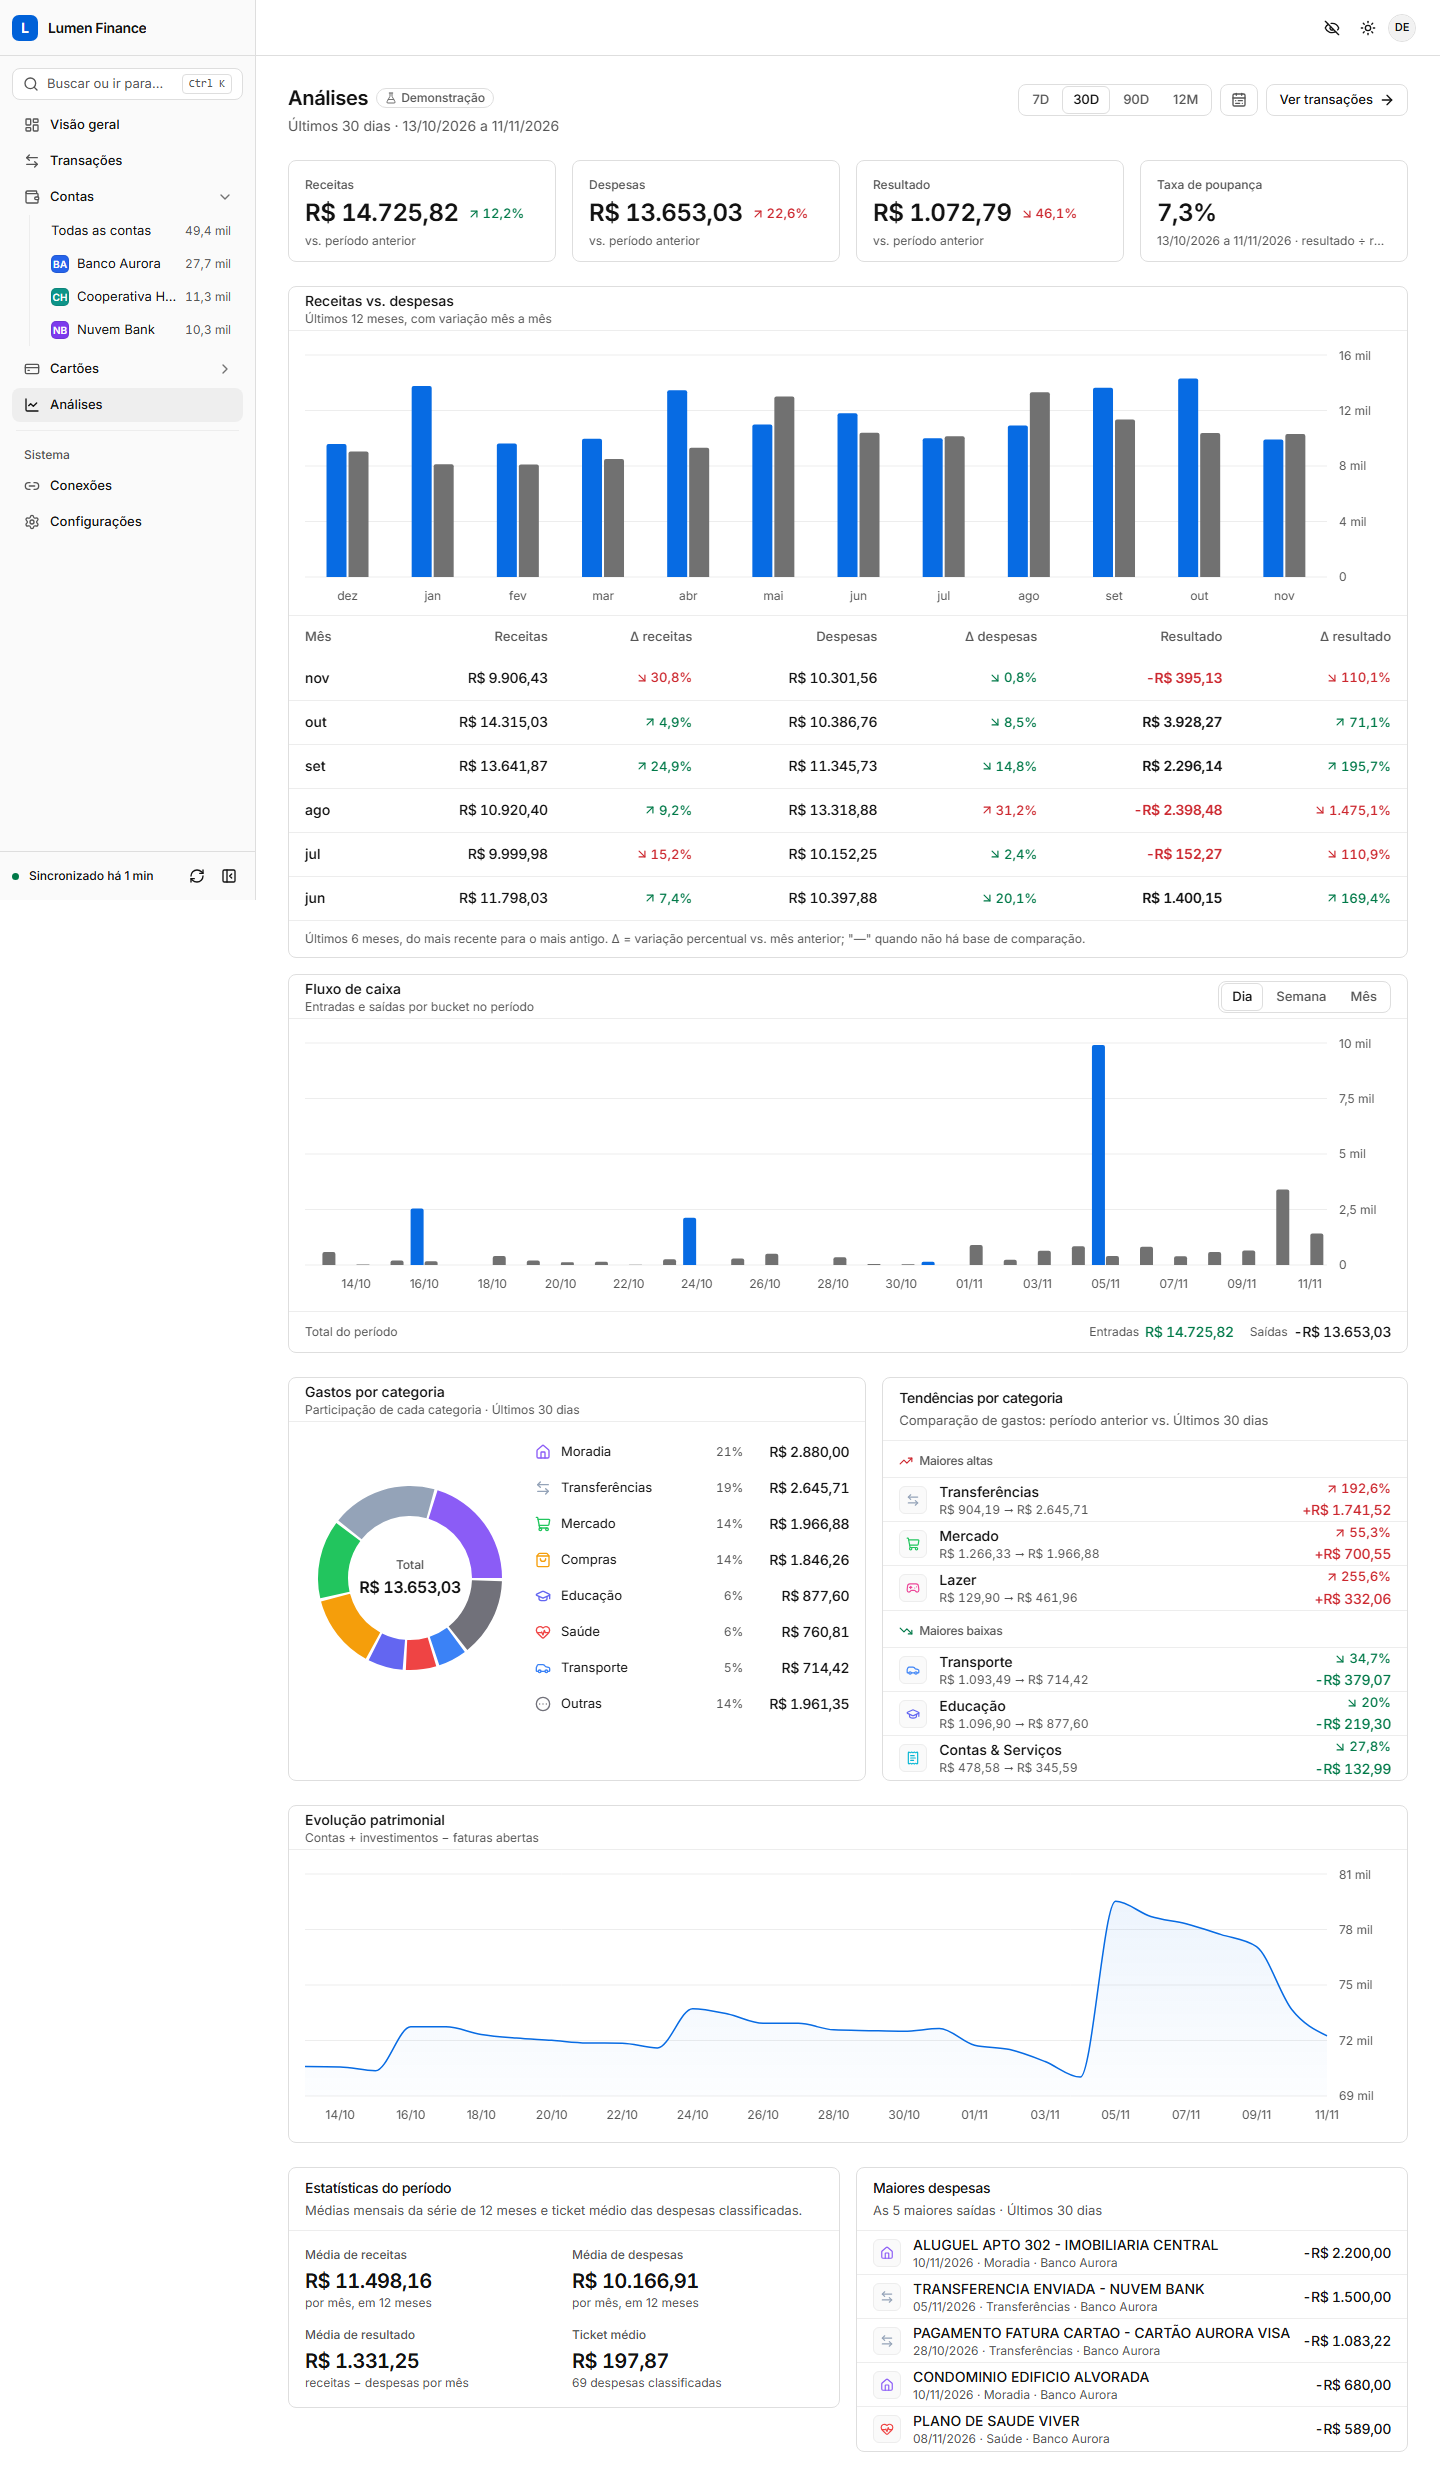 L Lumen Finance
DE
Buscar ou ir para... Ctrl K
Visão geral
Transações
Contas
Todas as contas 49,4 mil
BA Banco Aurora 27,7 mil
CH Cooperativa H... 11,3 mil
NB Nuvem Bank 10,3 mil
Cartões
Análises
Sistema
Conexões
Configurações
Sincronizado há 1 min
Análises Demonstração
Últimos 30 dias · 13/10/2026 a 11/11/2026
7D 30D 90D 12M Ver transações
Receitas
R$ 14.725,82 12,2%
vs. período anterior
Despesas
R$ 13.653,03 22,6%
vs. período anterior
Resultado
R$ 1.072,79 46,1%
vs. período anterior
Taxa de poupança
7,3%
13/10/2026 a 11/11/2026 · resultado ÷ r...
Receitas vs. despesas
Últimos 12 meses, com variação mês a mês
16 mil
12 mil
8 mil
4 mil
0
dez jan fev mar abr mai jun jul ago set out nov
Mês Receitas Δ receitas Despesas Δ despesas Resultado Δ resultado
nov R$ 9.906,43 30,8% R$ 10.301,56 0,8% -R$ 395,13 110,1%
out R$ 14.315,03 4,9% R$ 10.386,76 8,5% R$ 3.928,27 71,1%
set R$ 13.641,87 24,9% R$ 11.345,73 14,8% R$ 2.296,14 195,7%
ago R$ 10.920,40 9,2% R$ 13.318,88 31,2% -R$ 2.398,48 1.475,1%
jul R$ 9.999,98 15,2% R$ 10.152,25 2,4% -R$ 152,27 110,9%
jun R$ 11.798,03 7,4% R$ 10.397,88 20,1% R$ 1.400,15 169,4%
Últimos 6 meses, do mais recente para o mais antigo. Δ = variação percentual vs. mês anterior; "—" quando não há base de comparação.
Fluxo de caixa
Entradas e saídas por bucket no período
Dia Semana Mês
10 mil
7,5 mil
5 mil
2,5 mil
0
14/10 16/10 18/10 20/10 22/10 24/10 26/10 28/10 30/10 01/11 03/11 05/11 07/11 09/11 11/11
Total do período Entradas R$ 14.725,82 Saídas -R$ 13.653,03
Gastos por categoria
Participação de cada categoria · Últimos 30 dias
Total
R$ 13.653,03
Moradia 21% R$ 2.880,00
Transferências 19% R$ 2.645,71
Mercado 14% R$ 1.966,88
Compras 14% R$ 1.846,26
Educação 6% R$ 877,60
Saúde 6% R$ 760,81
Transporte 5% R$ 714,42
Outras 14% R$ 1.961,35
Tendências por categoria
Comparação de gastos: período anterior vs. Últimos 30 dias
Maiores altas
Transferências 192,6%
R$ 904,19 → R$ 2.645,71 +R$ 1.741,52
Mercado 55,3%
R$ 1.266,33 → R$ 1.966,88 +R$ 700,55
Lazer 255,6%
R$ 129,90 → R$ 461,96 +R$ 332,06
Maiores baixas
Transporte 34,7%
R$ 1.093,49 → R$ 714,42 -R$ 379,07
Educação 20%
R$ 1.096,90 → R$ 877,60 -R$ 219,30
Contas & Serviços 27,8%
R$ 478,58 → R$ 345,59 -R$ 132,99
Evolução patrimonial
Contas + investimentos − faturas abertas
81 mil
78 mil
75 mil
72 mil
69 mil
14/10 16/10 18/10 20/10 22/10 24/10 26/10 28/10 30/10 01/11 03/11 05/11 07/11 09/11 11/11
Estatísticas do período
Médias mensais da série de 12 meses e ticket médio das despesas classificadas.
Média de receitas
R$ 11.498,16
por mês, em 12 meses
Média de despesas
R$ 10.166,91
por mês, em 12 meses
Média de resultado
R$ 1.331,25
receitas − despesas por mês
Ticket médio
R$ 197,87
69 despesas classificadas
Maiores despesas
As 5 maiores saídas · Últimos 30 dias
ALUGUEL APTO 302 - IMOBILIARIA CENTRAL -R$ 2.200,00
10/11/2026 · Moradia · Banco Aurora
TRANSFERENCIA ENVIADA - NUVEM BANK -R$ 1.500,00
05/11/2026 · Transferências · Banco Aurora
PAGAMENTO FATURA CARTAO - CARTÃO AURORA VISA -R$ 1.083,22
28/10/2026 · Transferências · Banco Aurora
CONDOMINIO EDIFICIO ALVORADA -R$ 680,00
10/11/2026 · Moradia · Banco Aurora
PLANO DE SAUDE VIVER -R$ 589,00
08/11/2026 · Saúde · Banco Aurora